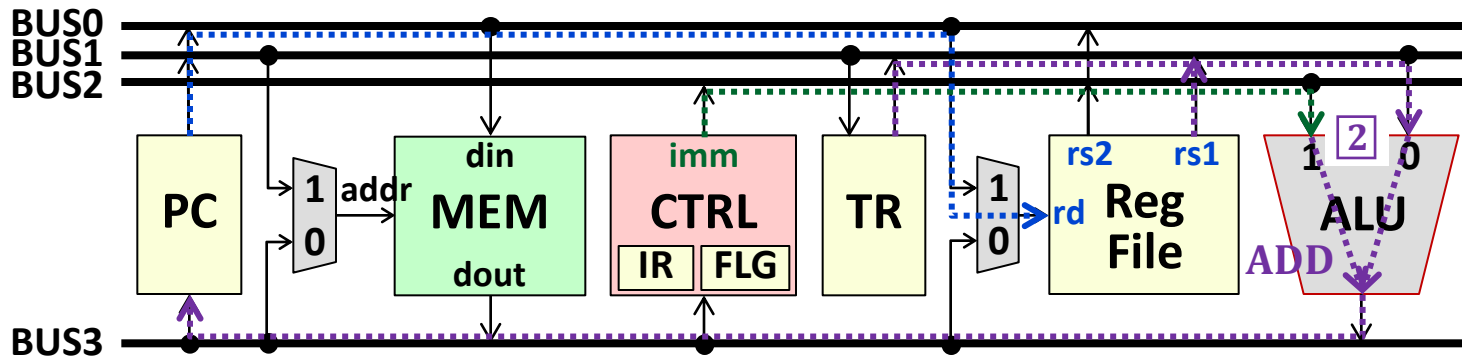 BUS0
BUS1
BUS2
PC
1
0
addr
din
MEM
dout
imm
CTRL
IR
FLG
TR
1
0
rs2
rs1
rd
Reg
File
1
2
0
ALU
ADD
BUS3